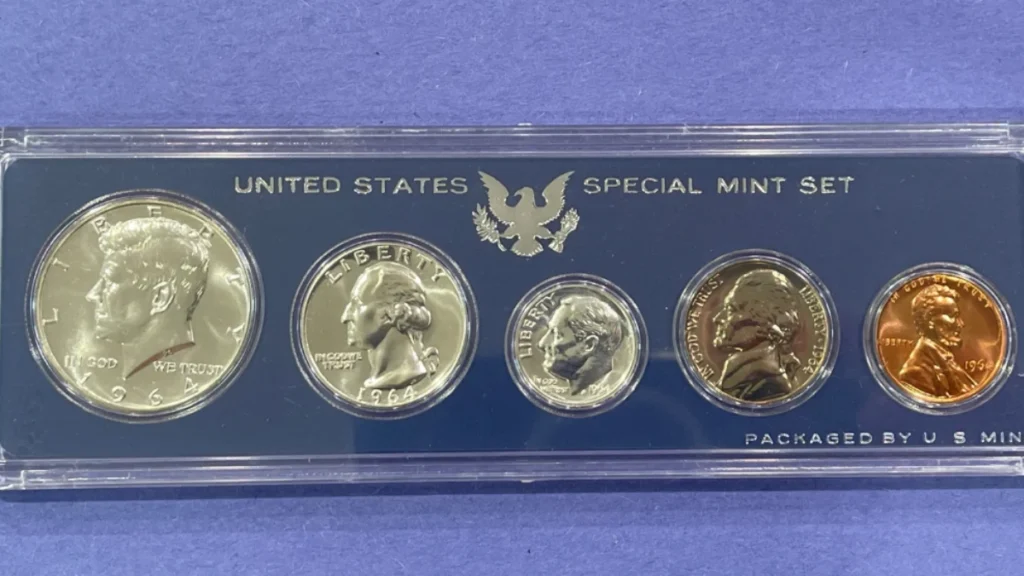 UNITED STATES SPECIAL MINT SET
LIBERTY
IN GOD WE TRUST
1964
LIBERTY
IN GOD WE TRUST
1964
LIBERTY
IN GOD WE TRUST
LIBERTY
PACKAGED BY U S MIN